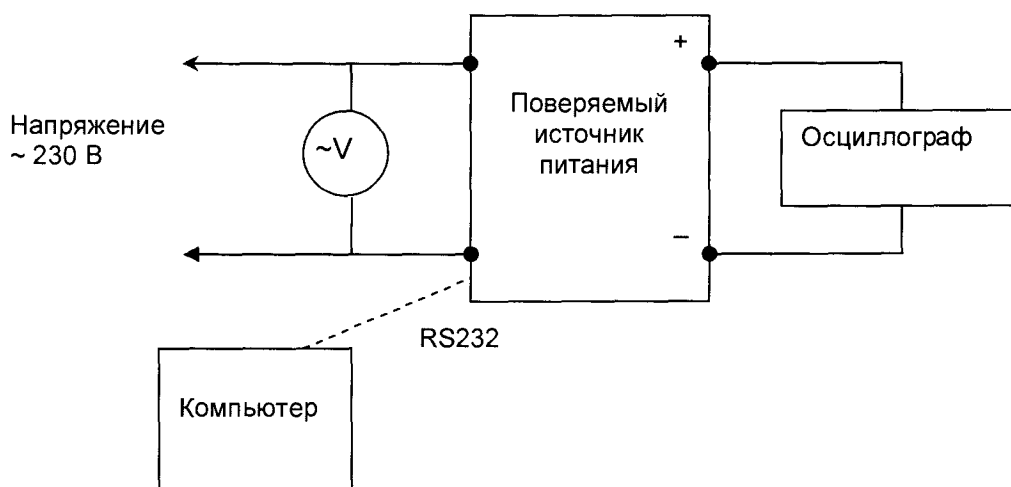 +
Поверяемый
источник
питания
–
Напряжение
~ 230 В
~V
Осциллограф
RS232
Компьютер